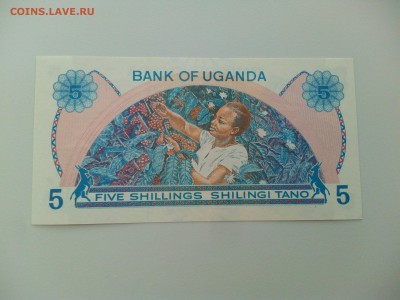 COINS.LAVE.RU
BANK OF UGANDA
5 5
5 FIVE SHILLINGS SHILINGI TANO 5